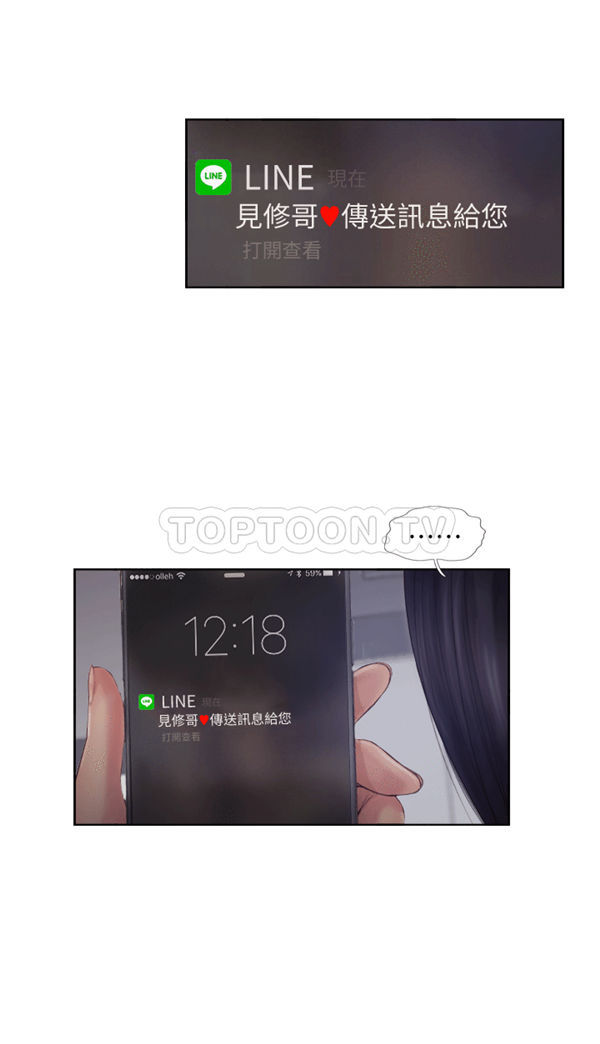 LINE
LINE 現在
見修哥♥傳送訊息給您
打開查看
TOPTOON.TV
......
olleh 59%
12:18
LINE 現在
見修哥♥傳送訊息給您
打開查看